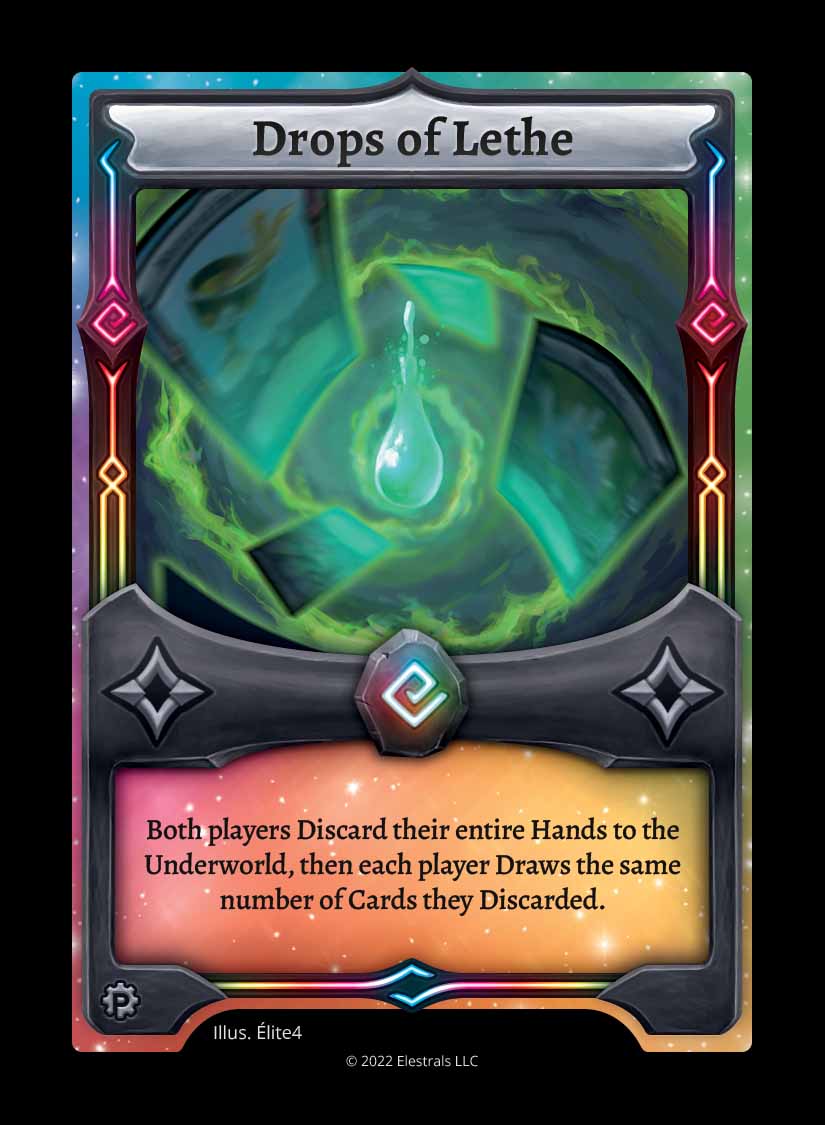 Drops of Lethe
Both players Discard their entire Hands to the
Underworld, then each player Draws the same
number of Cards they Discarded.
P
Illus. Élite4
© 2022 Elestrals LLC